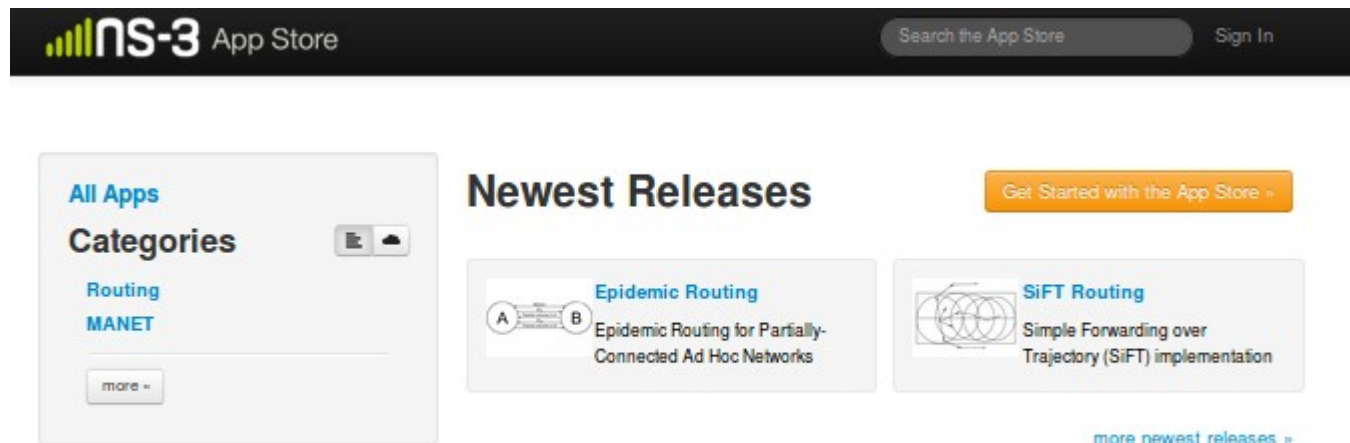 NS-3 App Store
Search the App Store
Sign In
All Apps
Categories
Routing
MANET
more »
Newest Releases
Get Started with the App Store »
A
B
Epidemic Routing
Epidemic Routing for Partially-
Connected Ad Hoc Networks
SiFT Routing
Simple Forwarding over
Trajectory (SiFT) implementation
more newest releases »